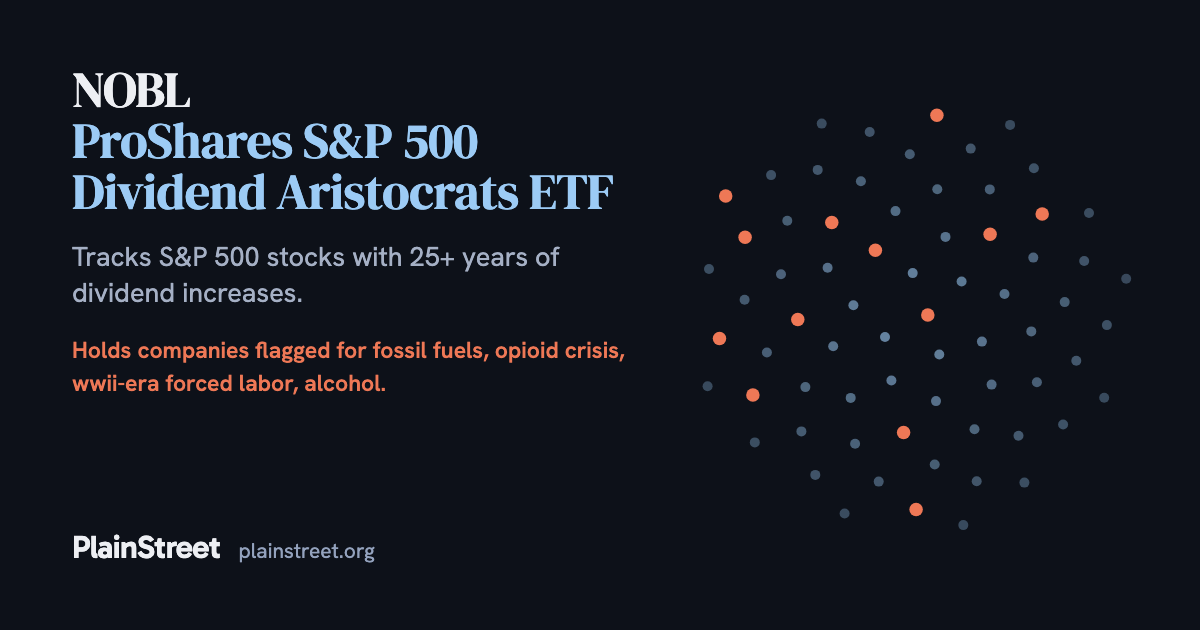 NOBL
ProShares S&P 500
Dividend Aristocrats ETF
Tracks S&P 500 stocks with 25+ years of
dividend increases.
Holds companies flagged for fossil fuels, opioid crisis,
wwii-era forced labor, alcohol.
PlainStreet plainstreet.org